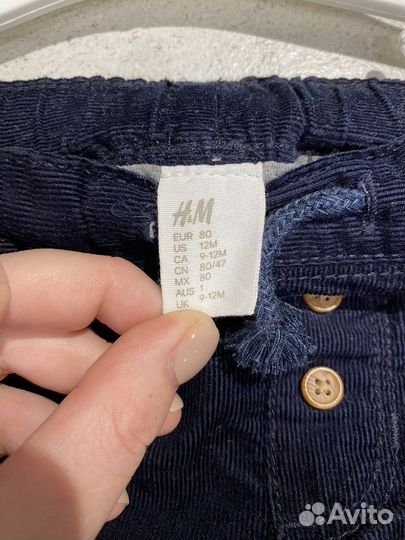 H&M
EUR 80
US 12M
CA 9-12M
CN 80/47
MX 80
AUS 1
UK 9-12M
Avito